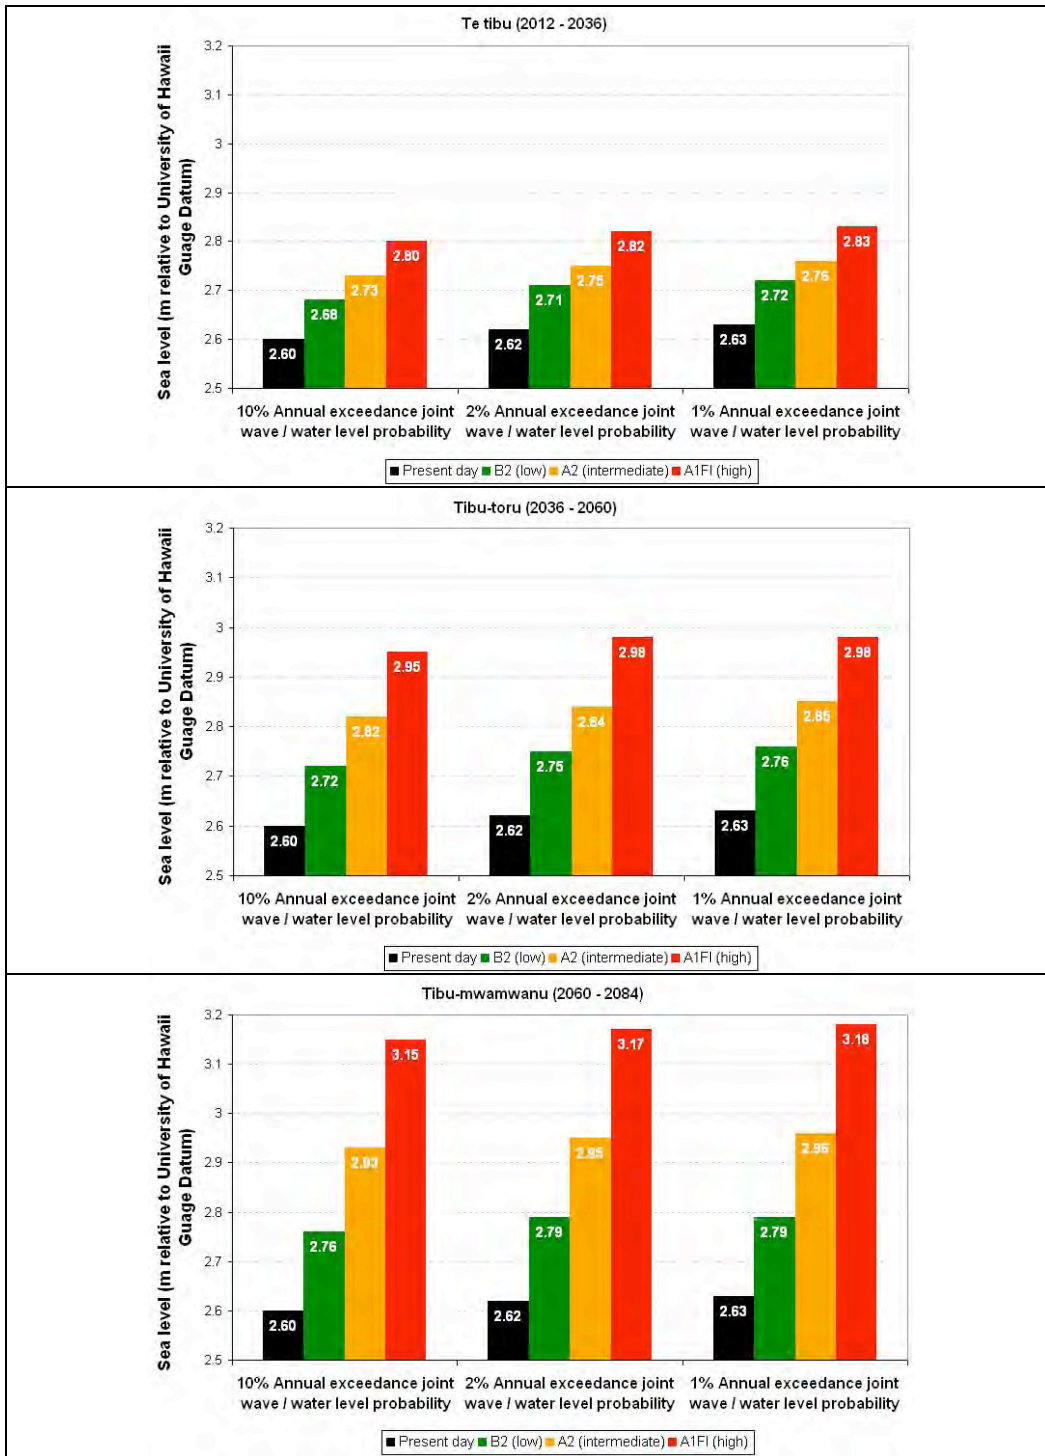 Te tibu (2012 - 2036)
Sea level (m relative to University of Hawaii
Guage Datum)
3.2
3.1
3
2.9
2.8
2.7
2.6
2.5
2.60
2.68
2.73
2.80
2.62
2.71
2.75
2.82
2.63
2.72
2.76
2.83
10% Annual exceedance joint
wave / water level probability
2% Annual exceedance joint
wave / water level probability
1% Annual exceedance joint
wave / water level probability
Present day B2 (low) A2 (intermediate) A1FI (high)
Tibu-toru (2036 - 2060)
Sea level (m relative to University of Hawaii
Guage Datum)
3.2
3.1
3
2.9
2.8
2.7
2.6
2.5
2.60
2.72
2.82
2.95
2.62
2.75
2.84
2.98
2.63
2.76
2.85
2.98
10% Annual exceedance joint
wave / water level probability
2% Annual exceedance joint
wave / water level probability
1% Annual exceedance joint
wave / water level probability
Present day B2 (low) A2 (intermediate) A1FI (high)
Tibu-mwamwanu (2060 - 2084)
Sea level (m relative to University of Hawaii
Guage Datum)
3.2
3.1
3
2.9
2.8
2.7
2.6
2.5
2.60
2.76
2.93
3.15
2.62
2.79
2.95
3.17
2.63
2.79
2.96
3.18
10% Annual exceedance joint
wave / water level probability
2% Annual exceedance joint
wave / water level probability
1% Annual exceedance joint
wave / water level probability
Present day B2 (low) A2 (intermediate) A1FI (high)